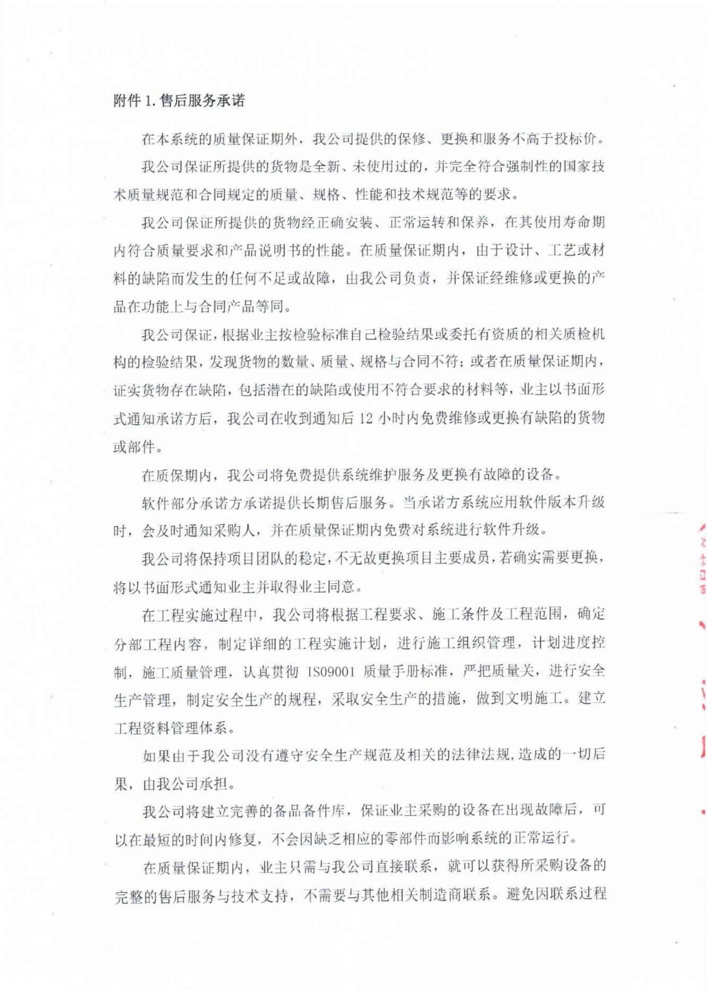 附件 1.售后服务承诺
在本系统的质量保证期外，我公司提供的保修、更换和服务不高于投标价。
我公司保证所提供的货物是全新、未使用过的，并完全符合强制性的国家技
术质量规范和合同规定的质量、规格、性能和技术规范等的要求。
我公司保证所提供的货物经正确安装、正常运转和保养，在其使用寿命期
内符合质量要求和产品说明书的性能。在质量保证期内，由于设计、工艺或材
料的缺陷而发生的任何不足或故障，由我公司负责，并保证经维修或更换的产
品在功能上与合同产品等同。
我公司保证，根据业主按检验标准自己检验结果或委托有资质的相关质检机
构的检验结果，发现货物的数量、质量、规格与合同不符；或者在质量保证期内，
证实货物存在缺陷，包括潜在的缺陷或使用不符合要求的材料等，业主以书面形
式通知承诺方后，我公司在收到通知后 12 小时内免费维修或更换有缺陷的货物
或部件。
在质保期内，我公司将免费提供系统维护服务及更换有故障的设备。
软件部分承诺方承诺提供长期售后服务。当承诺方系统应用软件版本升级
时，会及时通知采购人，并在质量保证期内免费对系统进行软件升级。
我公司将保持项目团队的稳定，不无故更换项目主要成员，若确实需要更换，
将以书面形式通知业主并取得业主同意。
在工程实施过程中，我公司将根据工程要求、施工条件及工程范围，确定
分部工程内容，制定详细的工程实施计划，进行施工组织管理，计划进度控
制，施工质量管理，认真贯彻 ISO9001 质量手册标准，严把质量关，进行安全
生产管理，制定安全生产的规程，采取安全生产的措施，做到文明施工。建立
工程资料管理体系。
如果由于我公司没有遵守安全生产规范及相关的法律法规,造成的一切后
果，由我公司承担。
我公司将建立完善的备品备件库，保证业主采购的设备在出现故障后，可
以在最短的时间内修复，不会因缺乏相应的零部件而影响系统的正常运行。
在质量保证期内，业主只需与我公司直接联系，就可以获得所采购设备的
完整的售后服务与技术支持，不需要与其他相关制造商联系。避免因联系过程